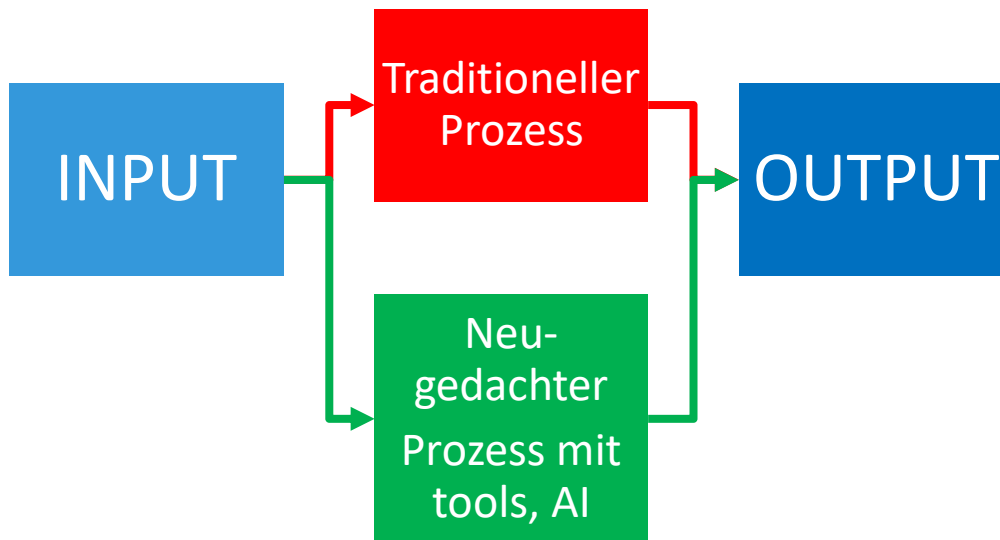 INPUT
Traditioneller
Prozess
Neu-
gedachter
Prozess mit
tools, AI
OUTPUT